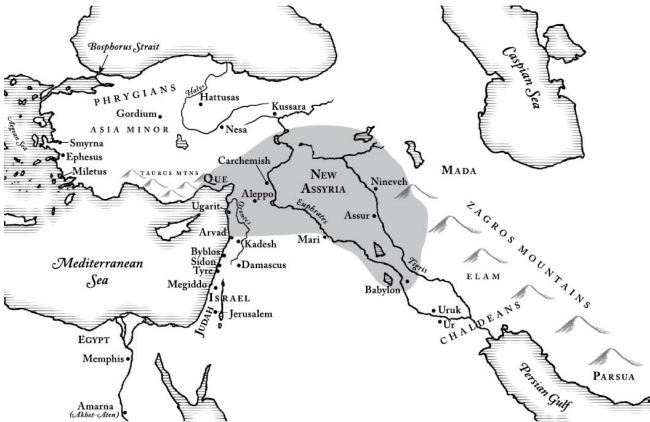 Bosphorus Strait
Caspian Sea
PHRYGIANS
Halys
Hattusas
Gordium
Kussara
ASIA MINOR
Nesa
Aegean Sea
Smyrna
Ephesus
Miletus
TAURUS MTNS
QUE
Carchemish
NEW
ASSYRIA
Nineveh
MADA
Aleppo
Ugarit
Orontes
Euphrates
Assur
ZAGROS MOUNTAINS
Arvad
Kadesh
Mari
Byblos
Sidon
Tyre
Damascus
Mediterranean
Sea
Tigris
ELAM
Megiddo
ISRAEL
Babylon
JUDAH
Jerusalem
Uruk
Ur
CHALDEANS
EGYPT
Memphis
Persian Gulf
PARSUA
Amarna
(Akhet-Aten)